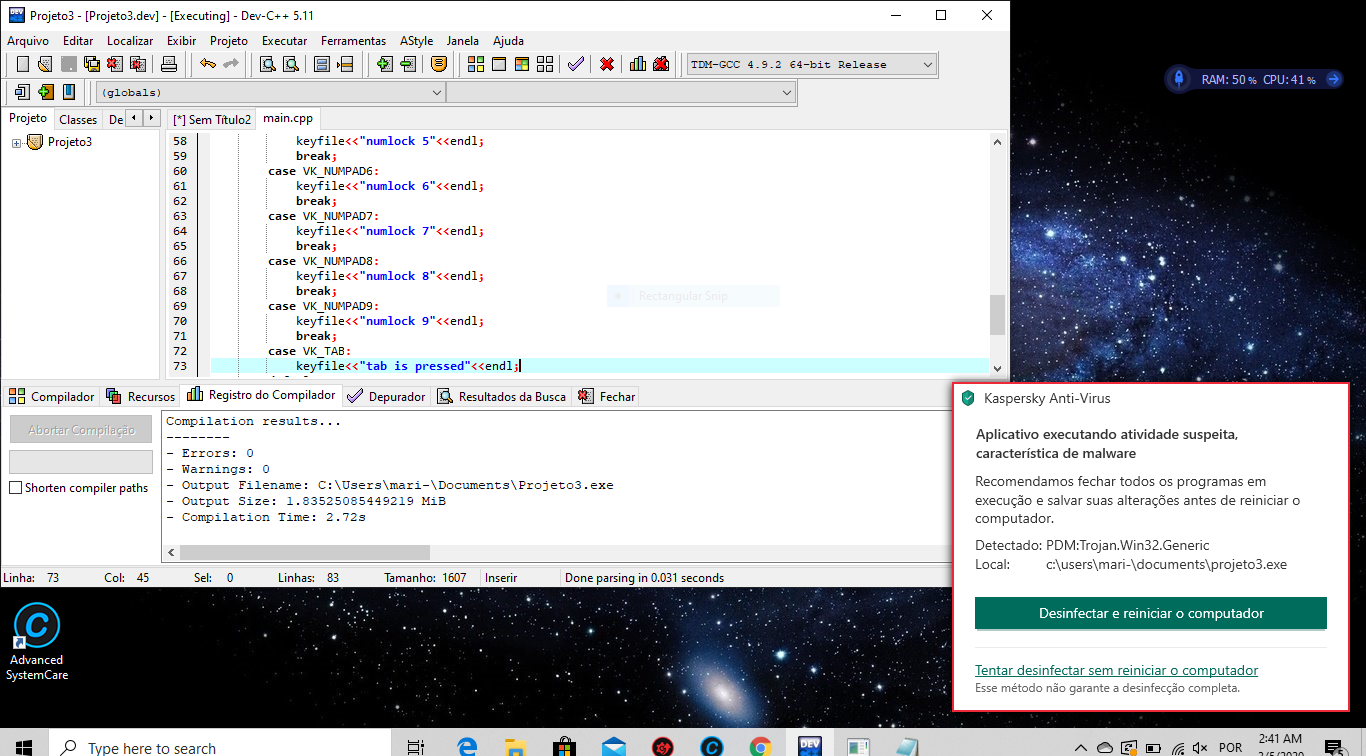 Projeto3 - [Projeto3.dev] - [Executing] - Dev-C++ 5.11
Arquivo Editar Localizar Exibir Projeto Executar Ferramentas AStyle Janela Ajuda
TDM-GCC 4.9.2 64-bit Release
(globals)
Projeto Classes De
[*] Sem Título2 main.cpp
Projeto3
58 keyfile<<"numlock 5"<<endl;
59 break;
60 case VK_NUMPAD6:
61 keyfile<<"numlock 6"<<endl;
62 break;
63 case VK_NUMPAD7:
64 keyfile<<"numlock 7"<<endl;
65 break;
66 case VK_NUMPAD8:
67 keyfile<<"numlock 8"<<endl;
68 break;
69 case VK_NUMPAD9:
70 keyfile<<"numlock 9"<<endl;
71 break;
72 case VK_TAB:
73 keyfile<<"tab is pressed"<<endl;
Rectangular Snip
RAM: 50 % CPU: 41 %
Compilador Recursos Registro do Compilador Depurador Resultados da Busca Fechar
Abortar Compilação
Shorten compiler paths
Compilation results...
--------
- Errors: 0
- Warnings: 0
- Output Filename: C:\Users\mari-\Documents\Projeto3.exe
- Output Size: 1.83525085449219 MiB
- Compilation Time: 2.72s
Linha: 73 Col: 45 Sel: 0 Linhas: 83 Tamanho: 1607 Inserir Done parsing in 0.031 seconds
Kaspersky Anti-Virus
Aplicativo executando atividade suspeita,
característica de malware
Recomendamos fechar todos os programas em
execução e salvar suas alterações antes de reiniciar o
computador.
Detectado: PDM:Trojan.Win32.Generic
Local: c:\users\mari-\documents\projeto3.exe
Desinfectar e reiniciar o computador
Tentar desinfectar sem reiniciar o computador
Esse método não garante a desinfecção completa.
Advanced
SystemCare
Type here to search
DEV
POR
2:41 AM